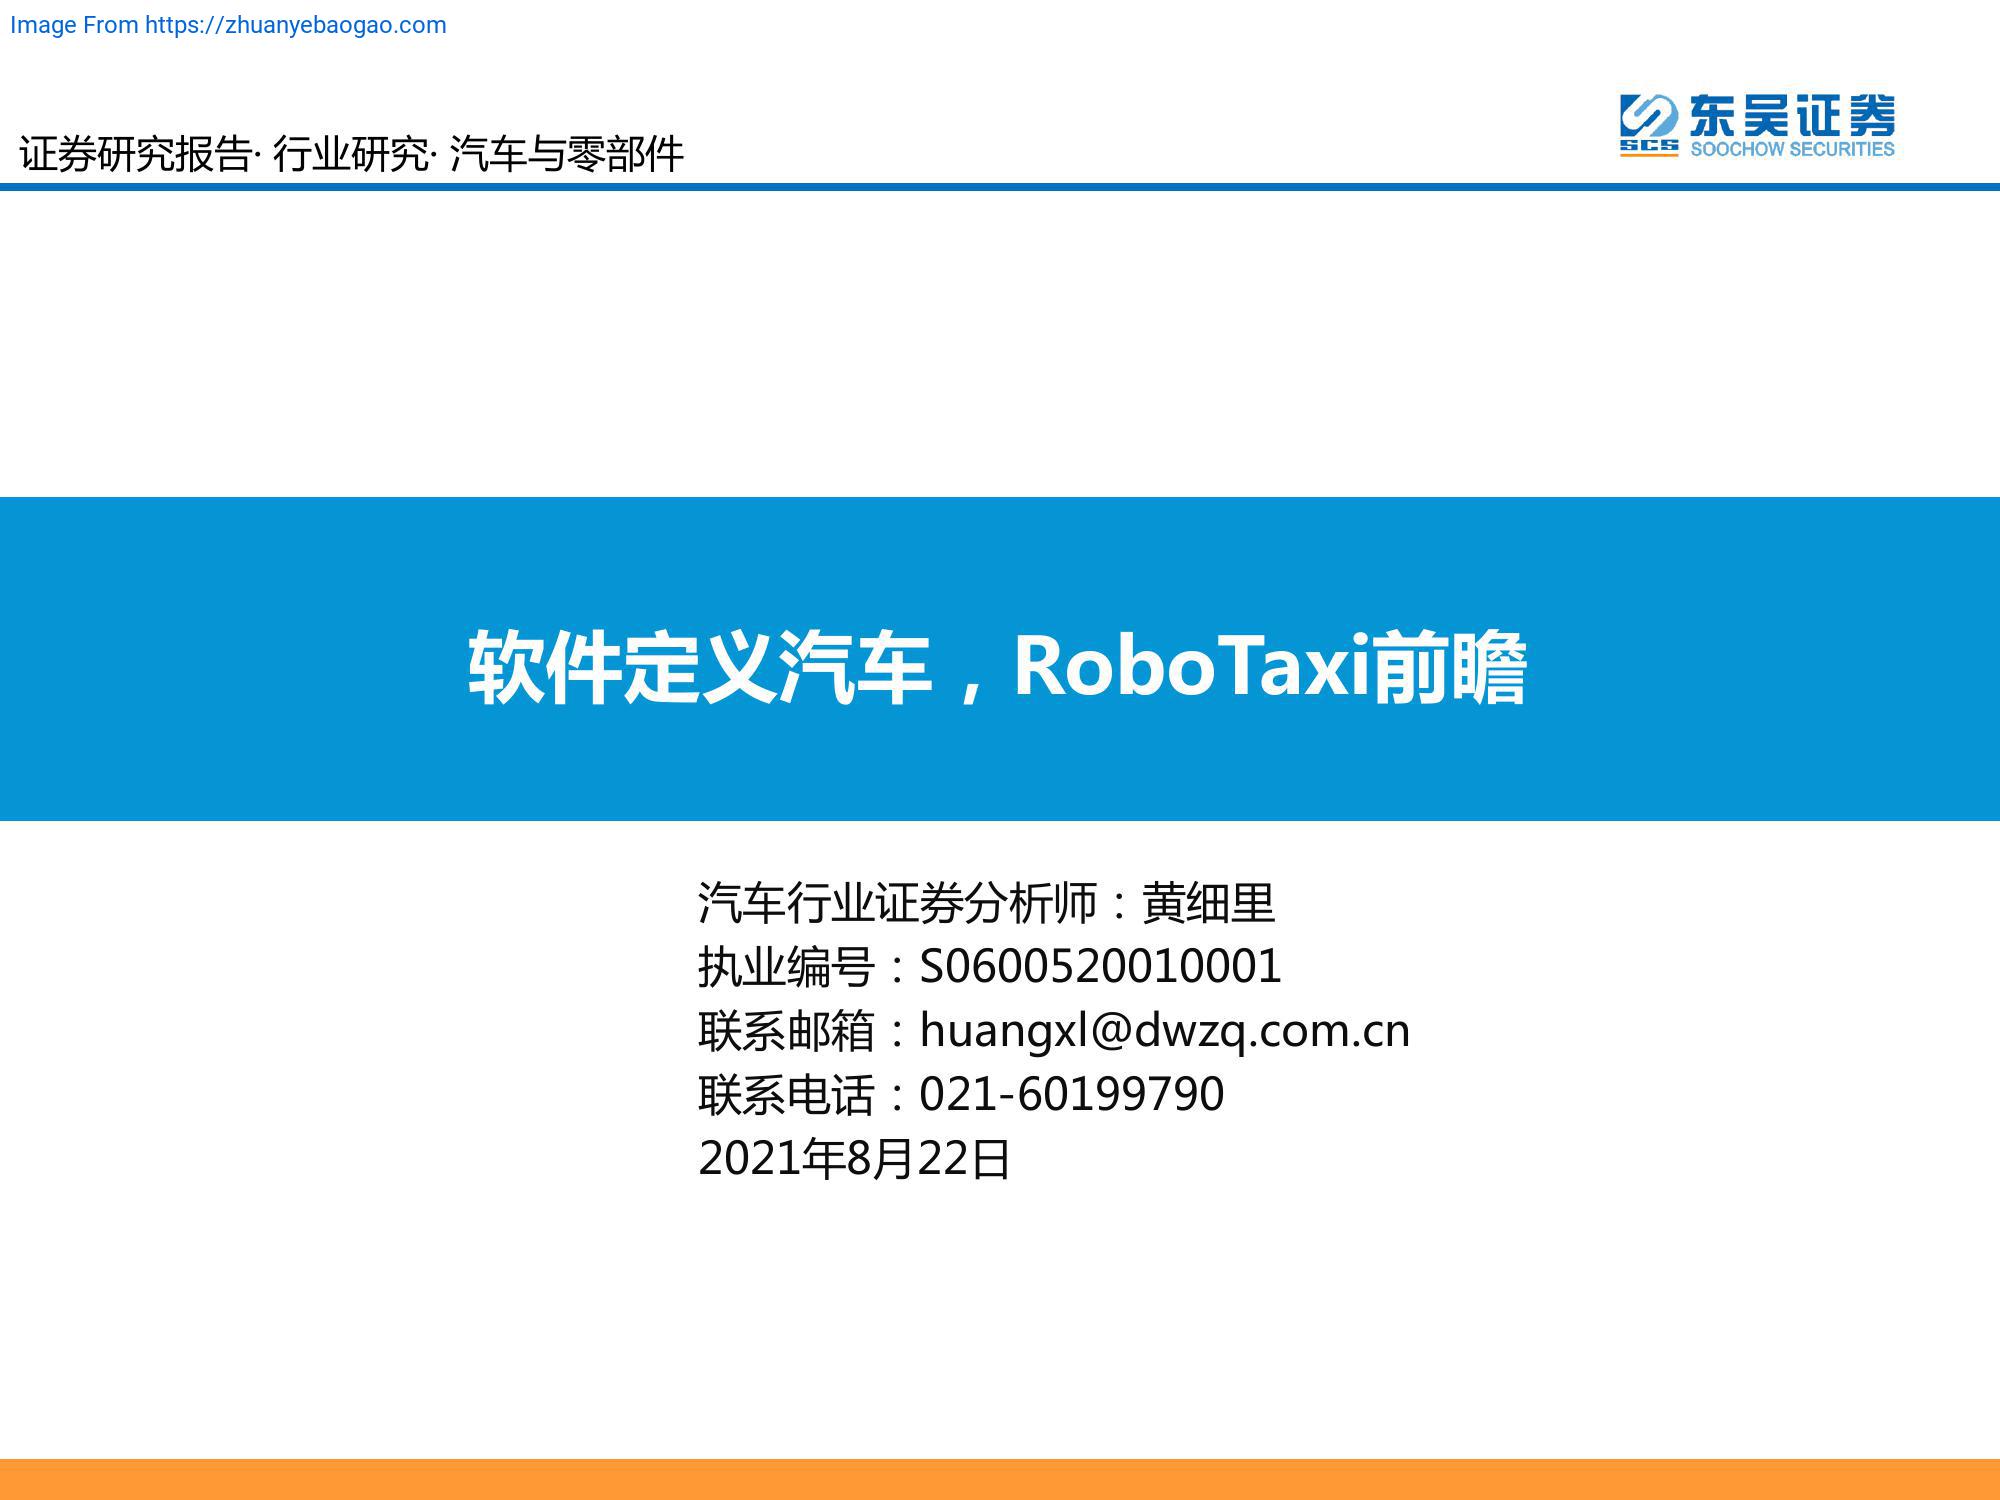 Image From https://zhuanyebaogao.com
东吴证券
SCS
SOOCHOW SECURITIES
证券研究报告· 行业研究· 汽车与零部件
软件定义汽车，RoboTaxi前瞻
汽车行业证券分析师：黄细里
执业编号：S0600520010001
联系邮箱：huangxl@dwzq.com.cn
联系电话：021-60199790
2021年8月22日